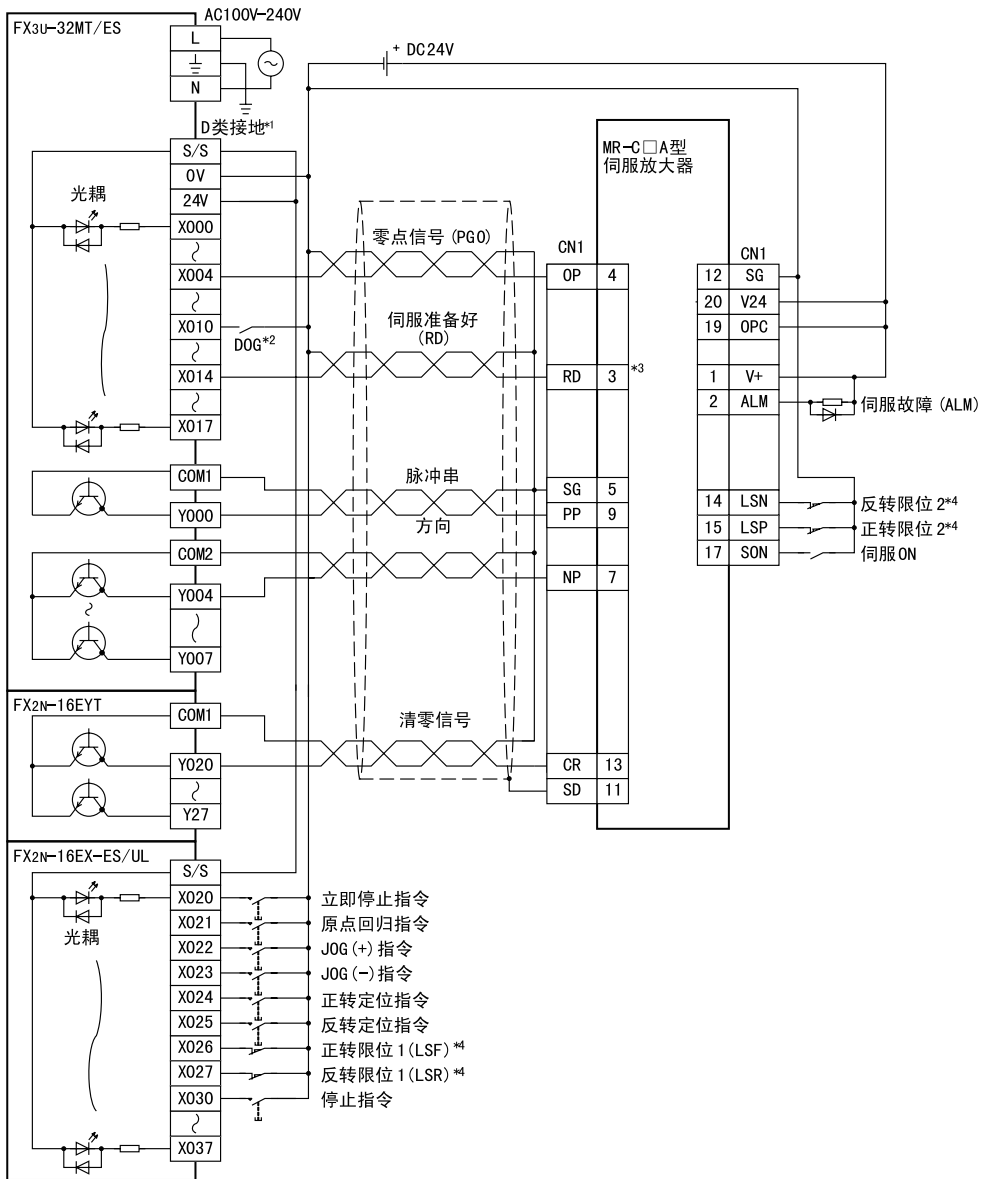 FX3U-32MT/ES
AC100V-240V
L
N
D类接地*1
+ DC24V
S/S
0V
24V
光耦
X000
X004
X010
X014
X017
DOG*2
零点信号(PG0)
伺服准备好
(RD)
COM1
Y000
COM2
Y004
Y007
脉冲串
方向
MR-C□A型
伺服放大器
CN1
OP 4
RD 3 *3
SG 5
PP 9
NP 7
CR 13
SD 11
CN1
12 SG
20 V24
19 OPC
1 V+
2 ALM
伺服故障(ALM)
14 LSN
反转限位2*4
15 LSP
正转限位2*4
17 SON
伺服ON
FX2N-16EYT
COM1
Y020
Y27
清零信号
FX2N-16EX-ES/UL
S/S
光耦
X020 立即停止指令
X021 原点回归指令
X022 JOG(+)指令
X023 JOG(-)指令
X024 正转定位指令
X025 反转定位指令
X026 正转限位1(LSF)*4
X027 反转限位1(LSR)*4
X030 停止指令
X037